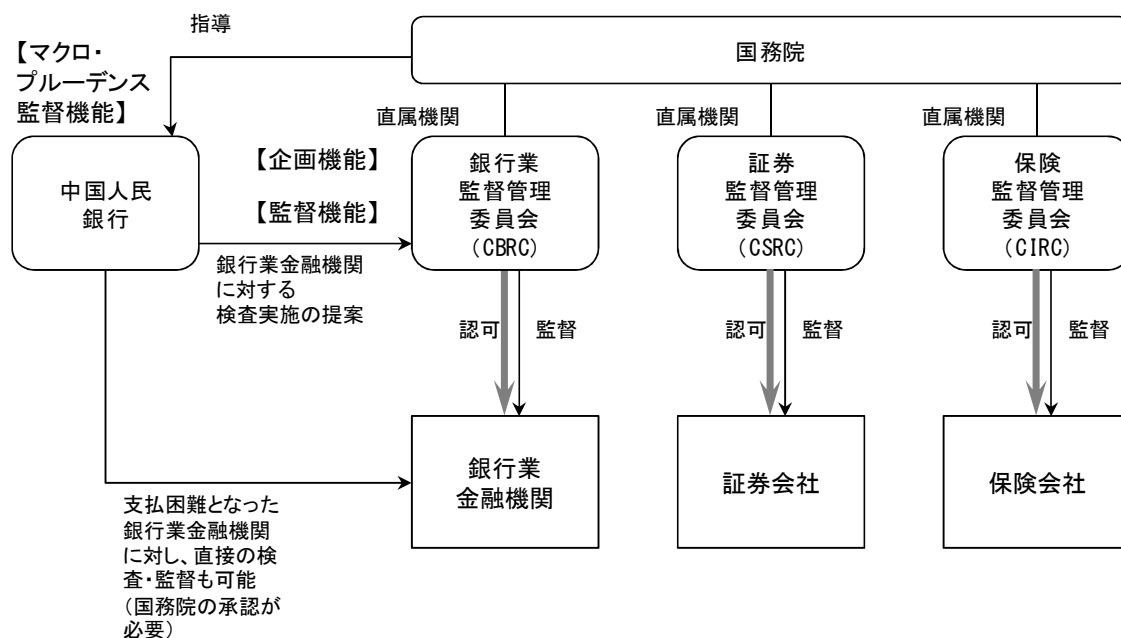 指導
国務院
【マクロ・
プルーデンス
監督機能】
直属機関
直属機関
直属機関
中国人民
銀行
【企画機能】
【監督機能】
銀行業
監督管理
委員会
(CBRC)
証券
監督管理
委員会
(CSRC)
保険
監督管理
委員会
(CIRC)
銀行業金融機関
に対する
検査実施の提案
認可
監督
認可
監督
認可
監督
銀行業
金融機関
証券会社
保険会社
支払困難となった
銀行業金融機関
に対し、直接の検
査・監督も可能
(国務院の承認が
必要)